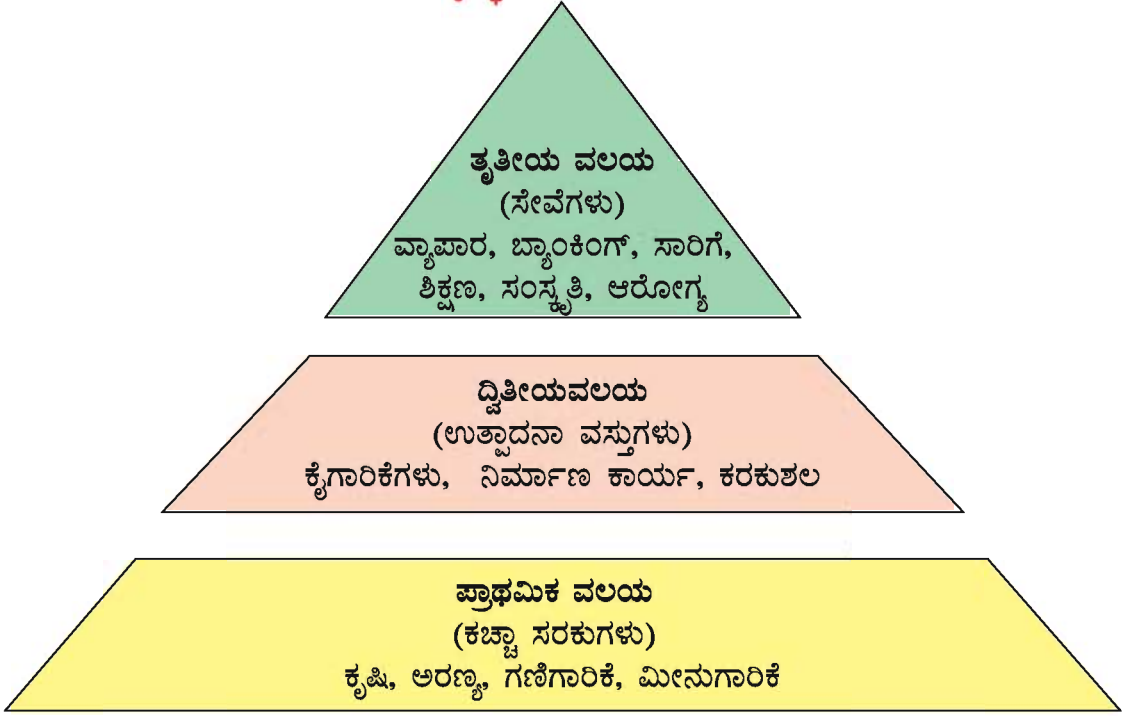 ತೃತೀಯ ವಲಯ
(ಸೇವೆಗಳು)
ವ್ಯಾಪಾರ, ಬ್ಯಾಂಕಿಂಗ್, ಸಾರಿಗೆ,
ಶಿಕ್ಷಣ, ಸಂಸ್ಕೃತಿ, ಆರೋಗ್ಯ
ದ್ವಿತೀಯವಲಯ
(ಉತ್ಪಾದನಾ ವಸ್ತುಗಳು)
ಕೈಗಾರಿಕೆಗಳು, ನಿರ್ಮಾಣ ಕಾರ್ಯ, ಕರಕುಶಲ
ಪ್ರಾಥಮಿಕ ವಲಯ
(ಕಚ್ಚಾ ಸರಕುಗಳು)
ಕೃಷಿ, ಅರಣ್ಯ, ಗಣಿಗಾರಿಕೆ, ಮೀನುಗಾರಿಕೆ